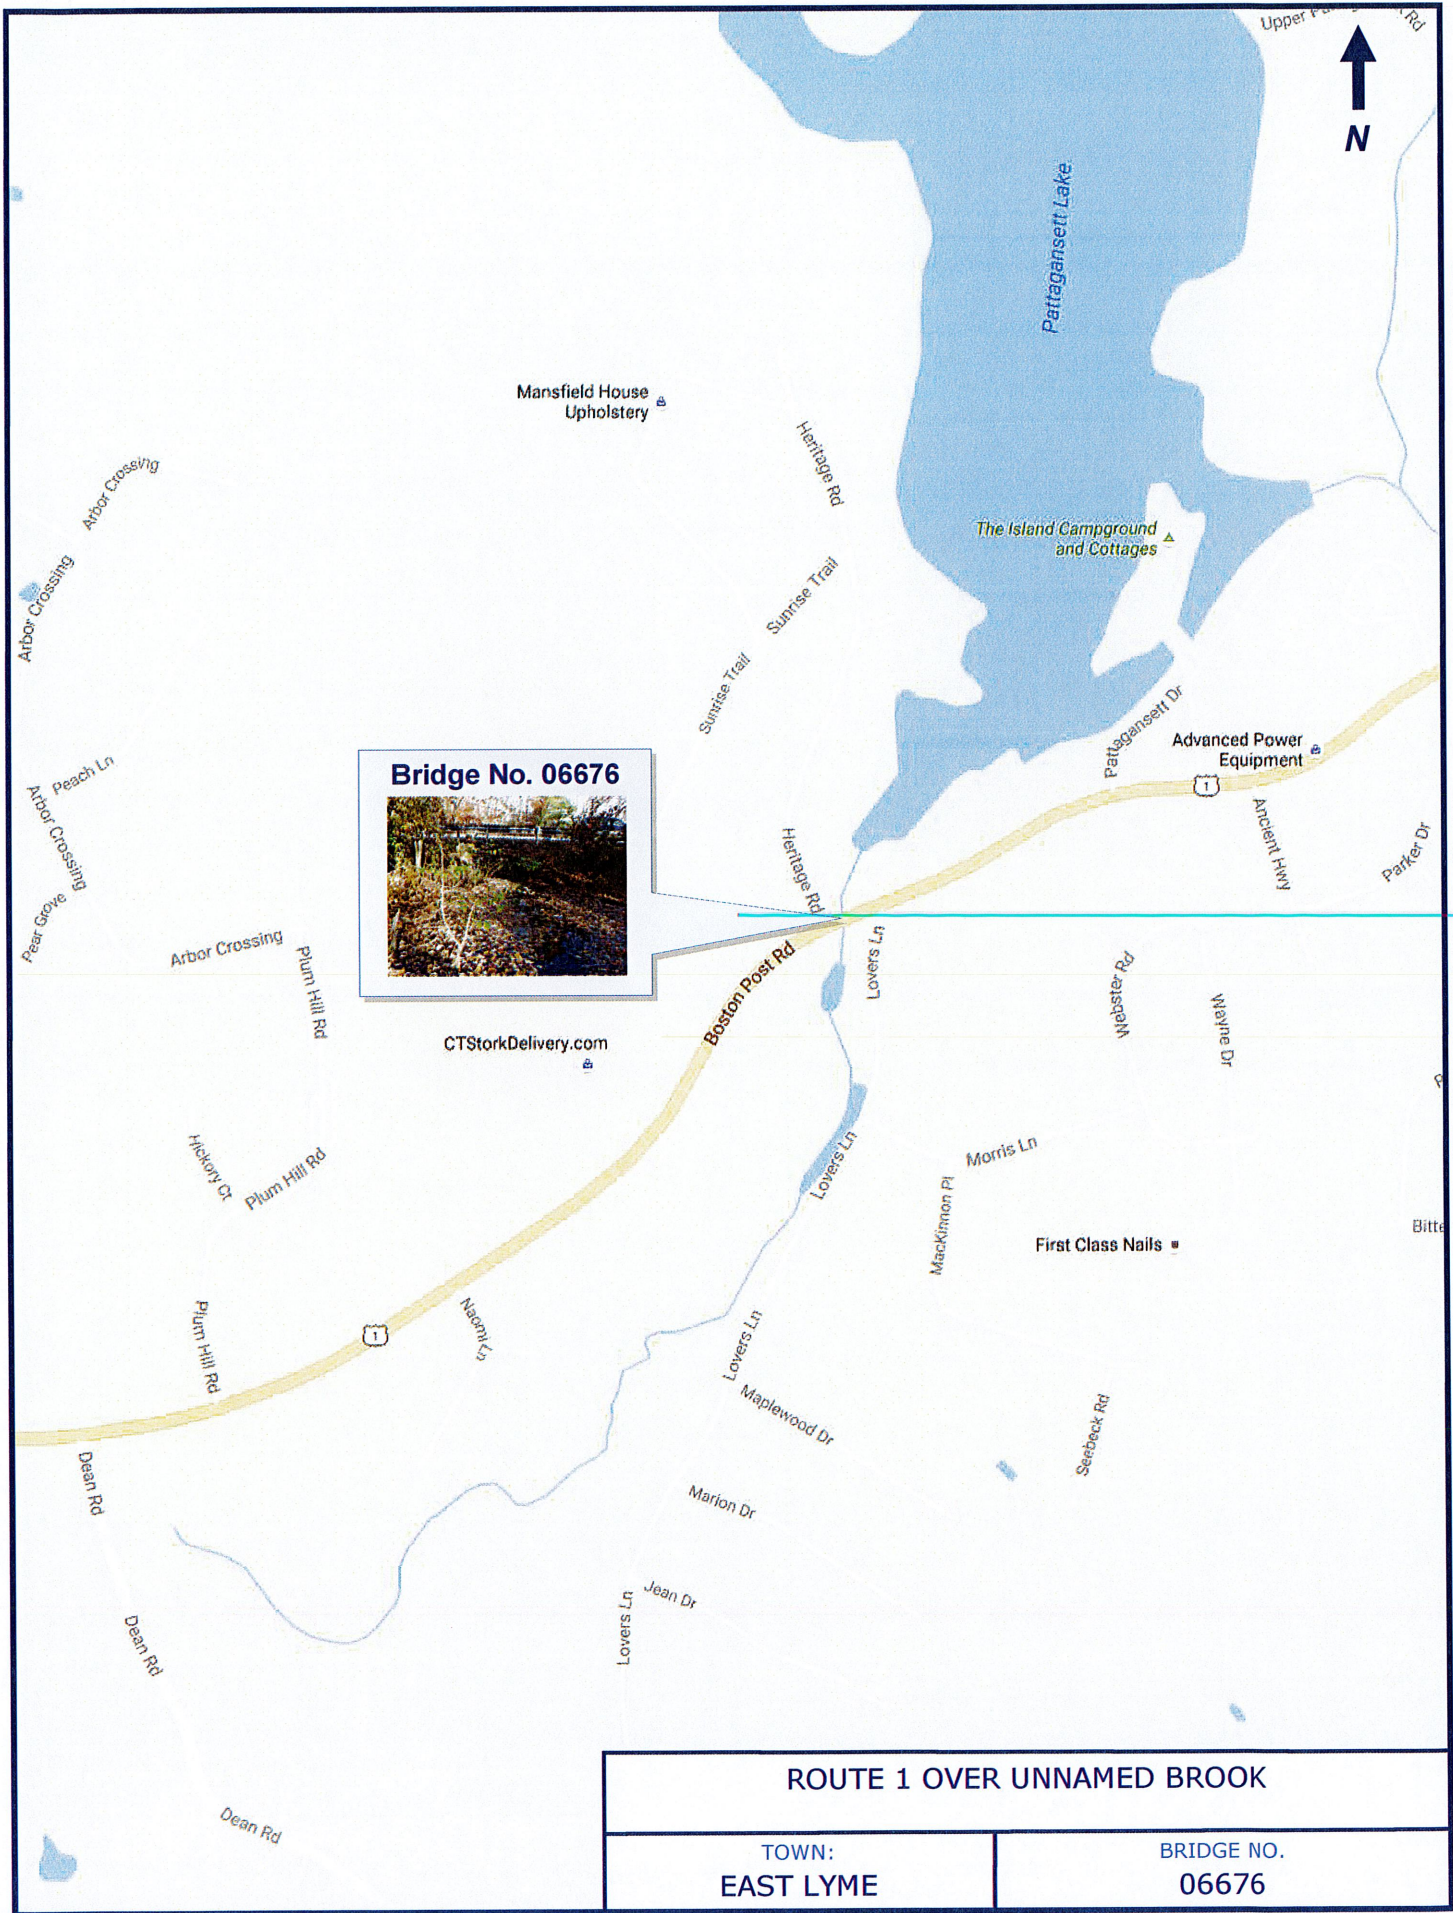 Upper
Rd
N
Pattagansett Lake
Mansfield House
Upholstery
Heritage Rd
Arbor Crossing
The Island Campground
and Cottages
Arbor Crossing
Sunrise Trail
Sunrise Trail
Pattagansett Dr
Advanced Power
Equipment
Peach Ln
Bridge No. 06676
1
Arbor Crossing
Ancient Hwy
Parker Dr
Heritage Rd
Pear Grove
Arbor Crossing
Plum Hill Rd
Boston Post Rd
Lovers Ln
Webster Rd
Wayne Dr
CTStorkDelivery.com
Hickory Ct
Plum Hill Rd
Lovers Ln
Morris Ln
MacKinnon Pl
Bitte
First Class Nails
Plum Hill Rd
1
Naomi Ln
Lovers Ln
Maplewood Dr
Seebeck Rd
Dean Rd
Marion Dr
Jean Dr
Lovers Ln
Dean Rd
Dean Rd
ROUTE 1 OVER UNNAMED BROOK
TOWN:
EAST LYME
BRIDGE NO.
06676